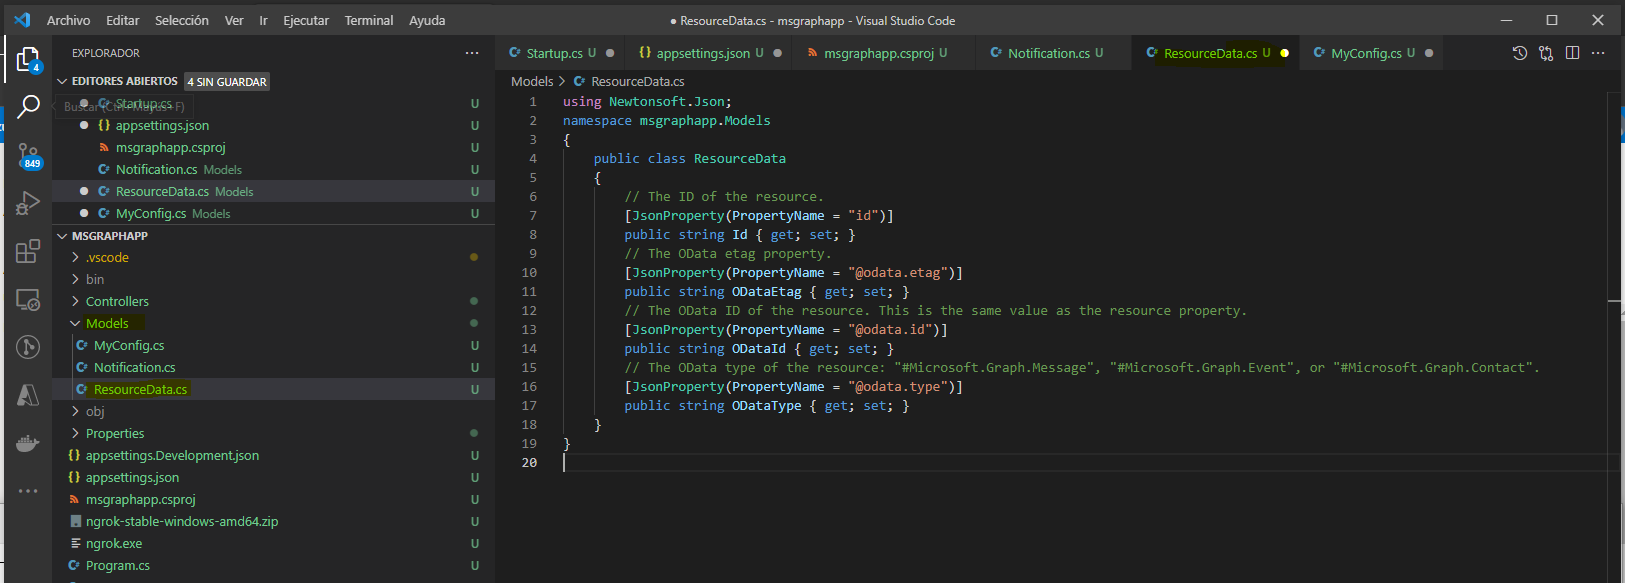 Archivo Editar Selección Ver Ir Ejecutar Terminal Ayuda
● ResourceData.cs - msgraphapp - Visual Studio Code
EXPLORADOR
Startup.cs U
appsettings.json U
msgraphapp.csproj U
Notification.cs U
ResourceData.cs U
MyConfig.cs U
4
849
EDITORES ABIERTOS 4 SIN GUARDAR
Startup.cs U
Buscar (Ctrl+Mayús+F)
appsettings.json U
msgraphapp.csproj U
Notification.cs Models U
ResourceData.cs Models U
MyConfig.cs Models U
MSGRAPHAPP
.vscode
bin
Controllers
Models
MyConfig.cs U
Notification.cs U
ResourceData.cs U
obj
Properties
appsettings.Development.json U
appsettings.json U
msgraphapp.csproj U
ngrok-stable-windows-amd64.zip U
ngrok.exe U
Program.cs U
Models > ResourceData.cs
1 using Newtonsoft.Json;
2 namespace msgraphapp.Models
3 {
4 public class ResourceData
5 {
6 // The ID of the resource.
7 [JsonProperty(PropertyName = "id")]
8 public string Id { get; set; }
9 // The OData etag property.
10 [JsonProperty(PropertyName = "@odata.etag")]
11 public string ODataEtag { get; set; }
12 // The OData ID of the resource. This is the same value as the resource property.
13 [JsonProperty(PropertyName = "@odata.id")]
14 public string ODataId { get; set; }
15 // The OData type of the resource: "#Microsoft.Graph.Message", "#Microsoft.Graph.Event", or "#Microsoft.Graph.Contact".
16 [JsonProperty(PropertyName = "@odata.type")]
17 public string ODataType { get; set; }
18 }
19 }
20